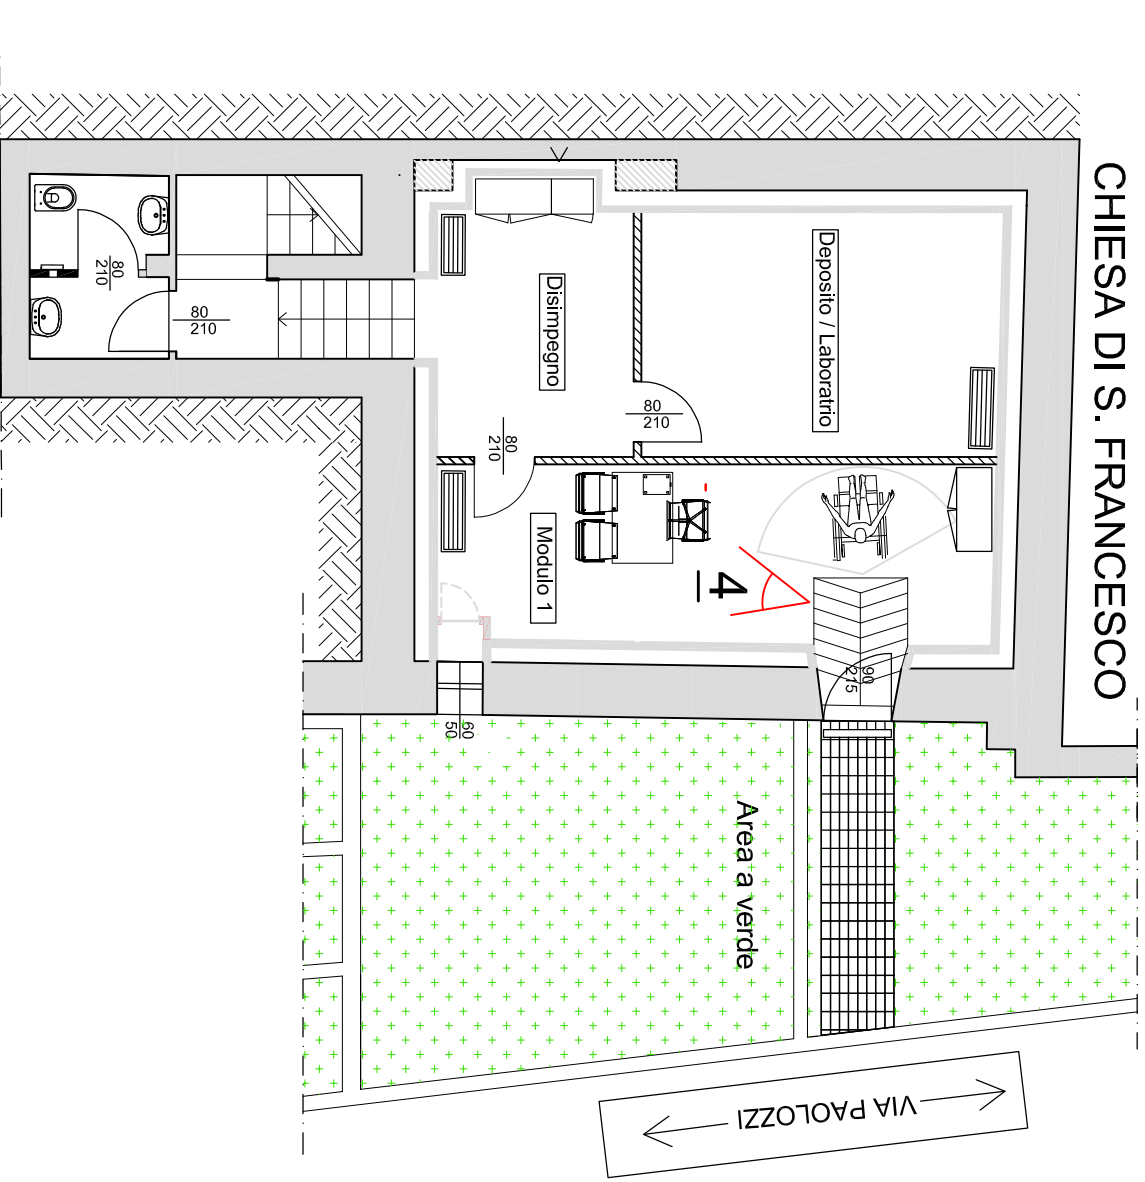 CHIESA DI S. FRANCESCO
Deposito / Laboratrio
Disimpegno
Modulo 1
80
210
80
210
80
210
80
210
90
215
60
50
4
Area a verde
VIA PAOLOZZI